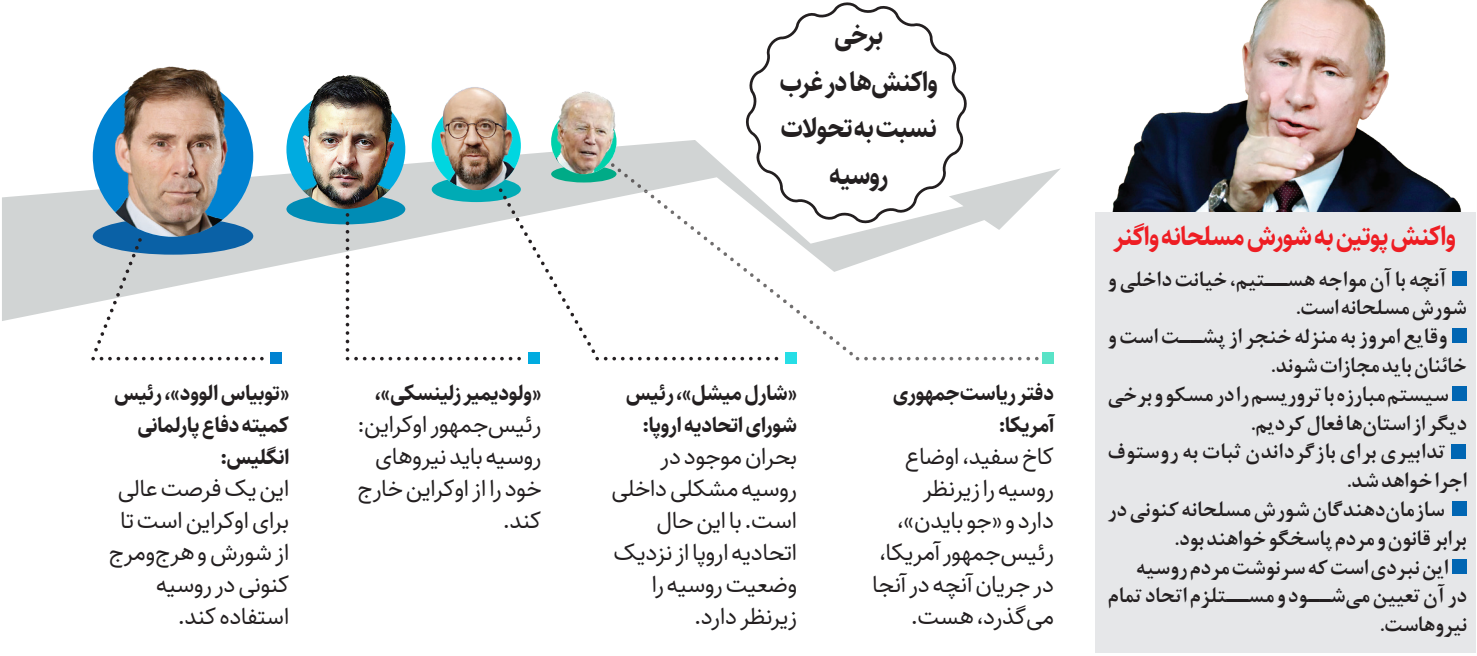 برخی
واکنش‌ها در غرب
نسبت به تحولات
روسیه
واکنش پوتین به شورش مسلحانه واگنر
آنچه با آن مواجه هستیم، خیانت داخلی و
شورش مسلحانه است.
وقایع امروز به منزله خنجر از پشت است و
خائنان باید مجازات شوند.
سیستم مبارزه با تروریسم را در مسکو و برخی
دیگر از استان‌ها فعال کردیم.
تدابیری برای بازگرداندن ثبات به روستوف
اجرا خواهد شد.
سازمان‌دهندگان شورش مسلحانه کنونی در
برابر قانون و مردم پاسخگو خواهند بود.
این نبردی است که سرنوشت مردم روسیه
در آن تعیین می‌شود و مستلزم اتحاد تمام
نیروهاست.
دفتر ریاست‌جمهوری
آمریکا:
کاخ سفید، اوضاع
روسیه را زیرنظر
دارد و «جو بایدن»،
رئیس‌جمهور آمریکا،
در جریان آنچه در آنجا
می‌گذرد، هست.
«شارل میشل»، رئیس
شورای اتحادیه اروپا:
بحران موجود در
روسیه مشکلی داخلی
است. با این حال
اتحادیه اروپا از نزدیک
وضعیت روسیه را
زیرنظر دارد.
«ولودیمیر زلینسکی»،
رئیس‌جمهور اوکراین:
روسیه باید نیروهای
خود را از اوکراین خارج
کند.
«توبیاس الوود»، رئیس
کمیته دفاع پارلمانی
انگلیس:
این یک فرصت عالی
برای اوکراین است تا
از شورش و هرج‌ومرج
کنونی در روسیه
استفاده کند.